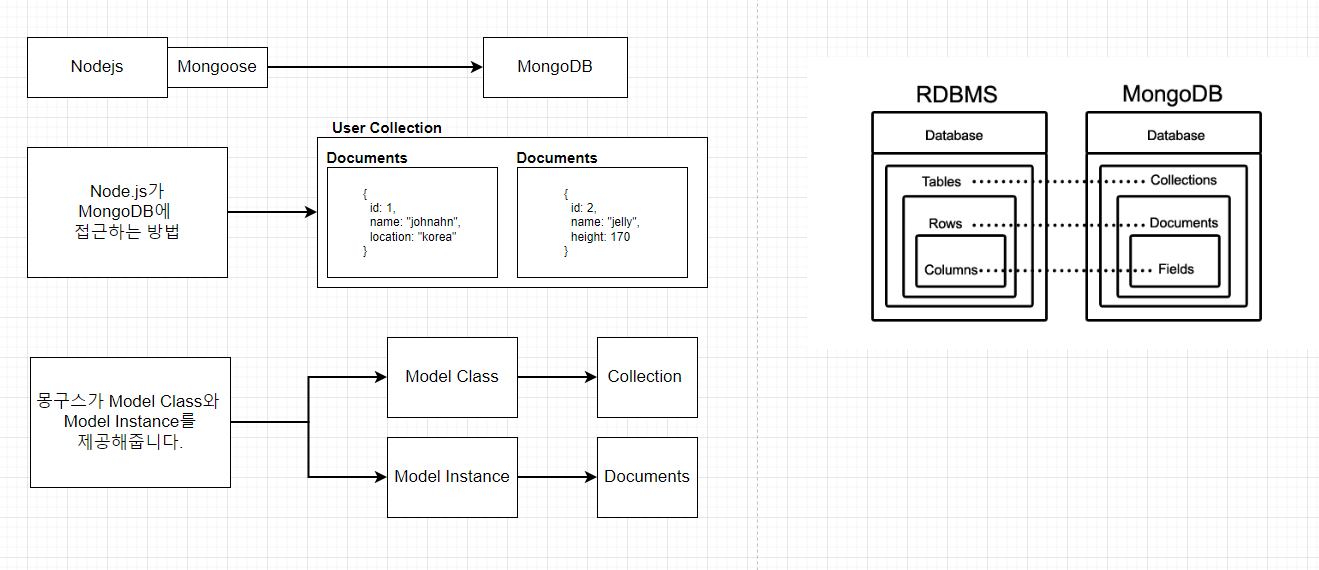 Nodejs
Mongoose
MongoDB
User Collection
Node.js가
MongoDB에
접근하는 방법
Documents
{
id: 1,
name: "johnahn",
location: "korea"
}
Documents
{
id: 2,
name: "jelly",
height: 170
}
몽구스가 Model Class와
Model Instance를
제공해줍니다.
Model Class
Collection
Model Instance
Documents
RDBMS
MongoDB
Database
Database
Tables
Collections
Rows
Documents
Columns
Fields